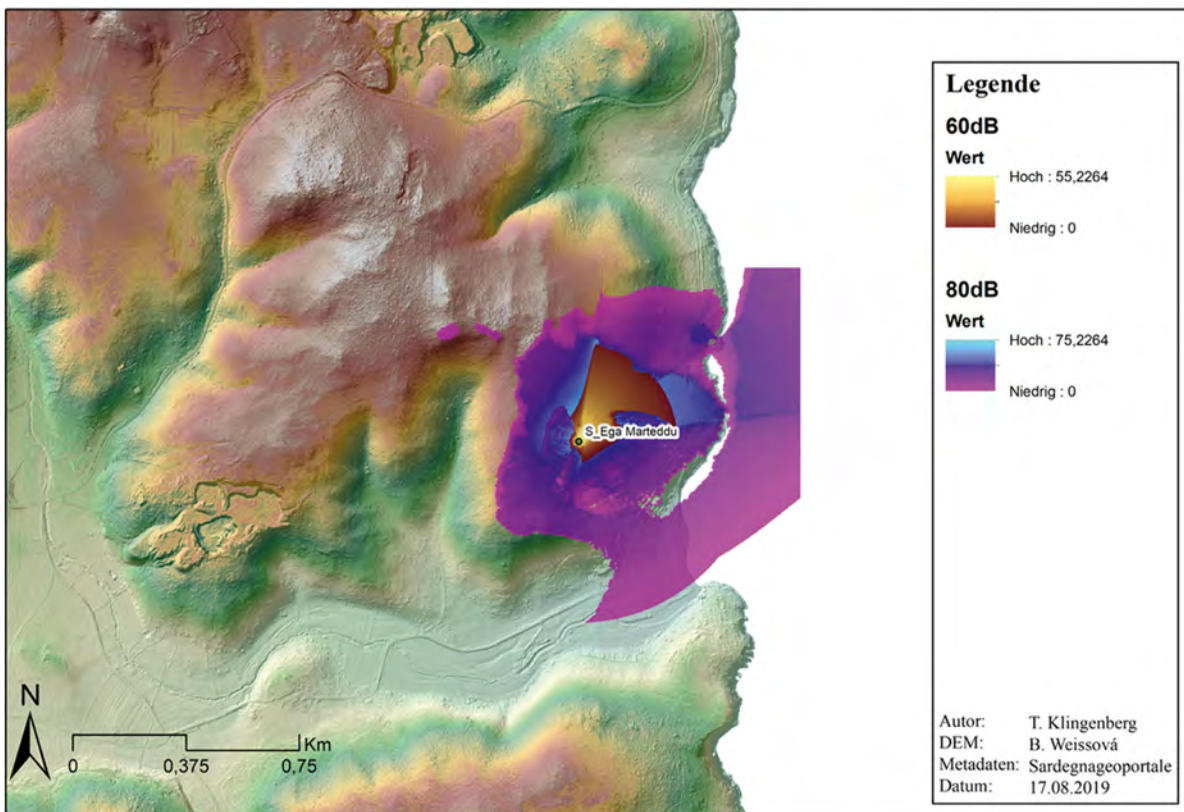 S_Ega Marteddu
N
Km
0 0,375 0,75
Legende
60dB
Wert
Hoch : 55,2264
Niedrig : 0
80dB
Wert
Hoch : 75,2264
Niedrig : 0
Autor: T. Klingenberg
DEM: B. Weissová
Metadaten: Sardegnageoportale
Datum: 17.08.2019